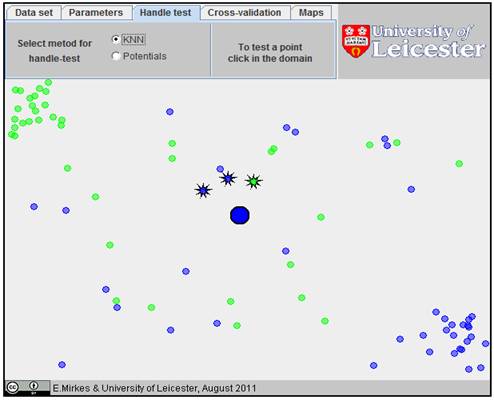 Data set Parameters Handle test Cross-validation Maps
Select metod for
handle-test
KNN
Potentials
To test a point
click in the domain
University of
Leicester
E.Mirkes & University of Leicester, August 2011